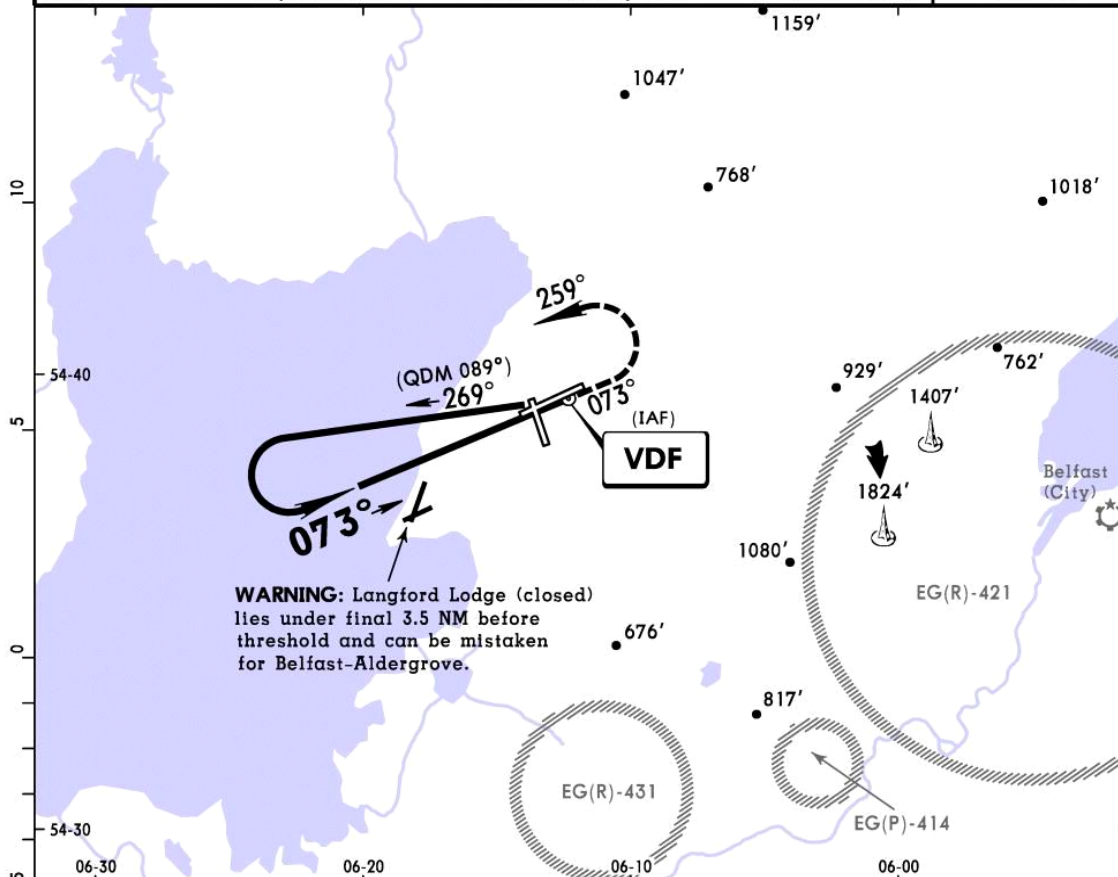 1159'
1047'
768'
1018'
10
259°
(QDM 089°)
269°
54-40
073°
929'
762'
1407'
(IAF)
VDF
5
Belfast
(City)
1824'
073°
1080'
WARNING: Langford Lodge (closed)
lies under final 3.5 NM before
threshold and can be mistaken
for Belfast-Aldergrove.
EG(R)-421
676'
0
817'
EG(R)-431
EG(P)-414
54-30
06-30
06-20
06-10
06-00